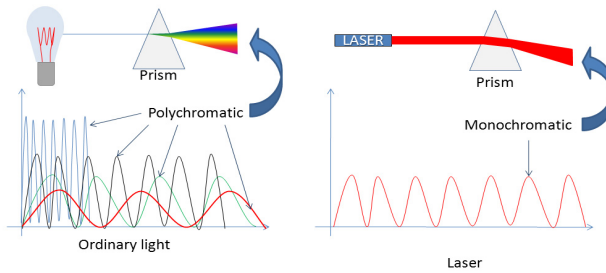 LASER
Prism
Prism
Polychromatic
Monochromatic
Ordinary light
Laser